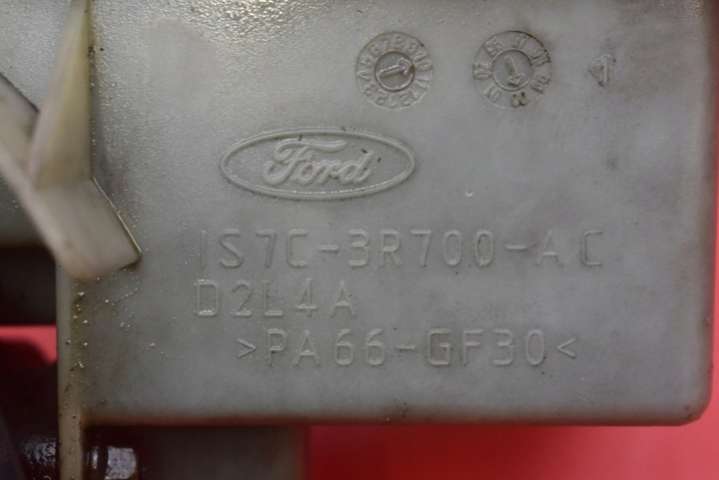 Ford
1S7C-3R700-AC
D2L4A
>PA66-GF30<